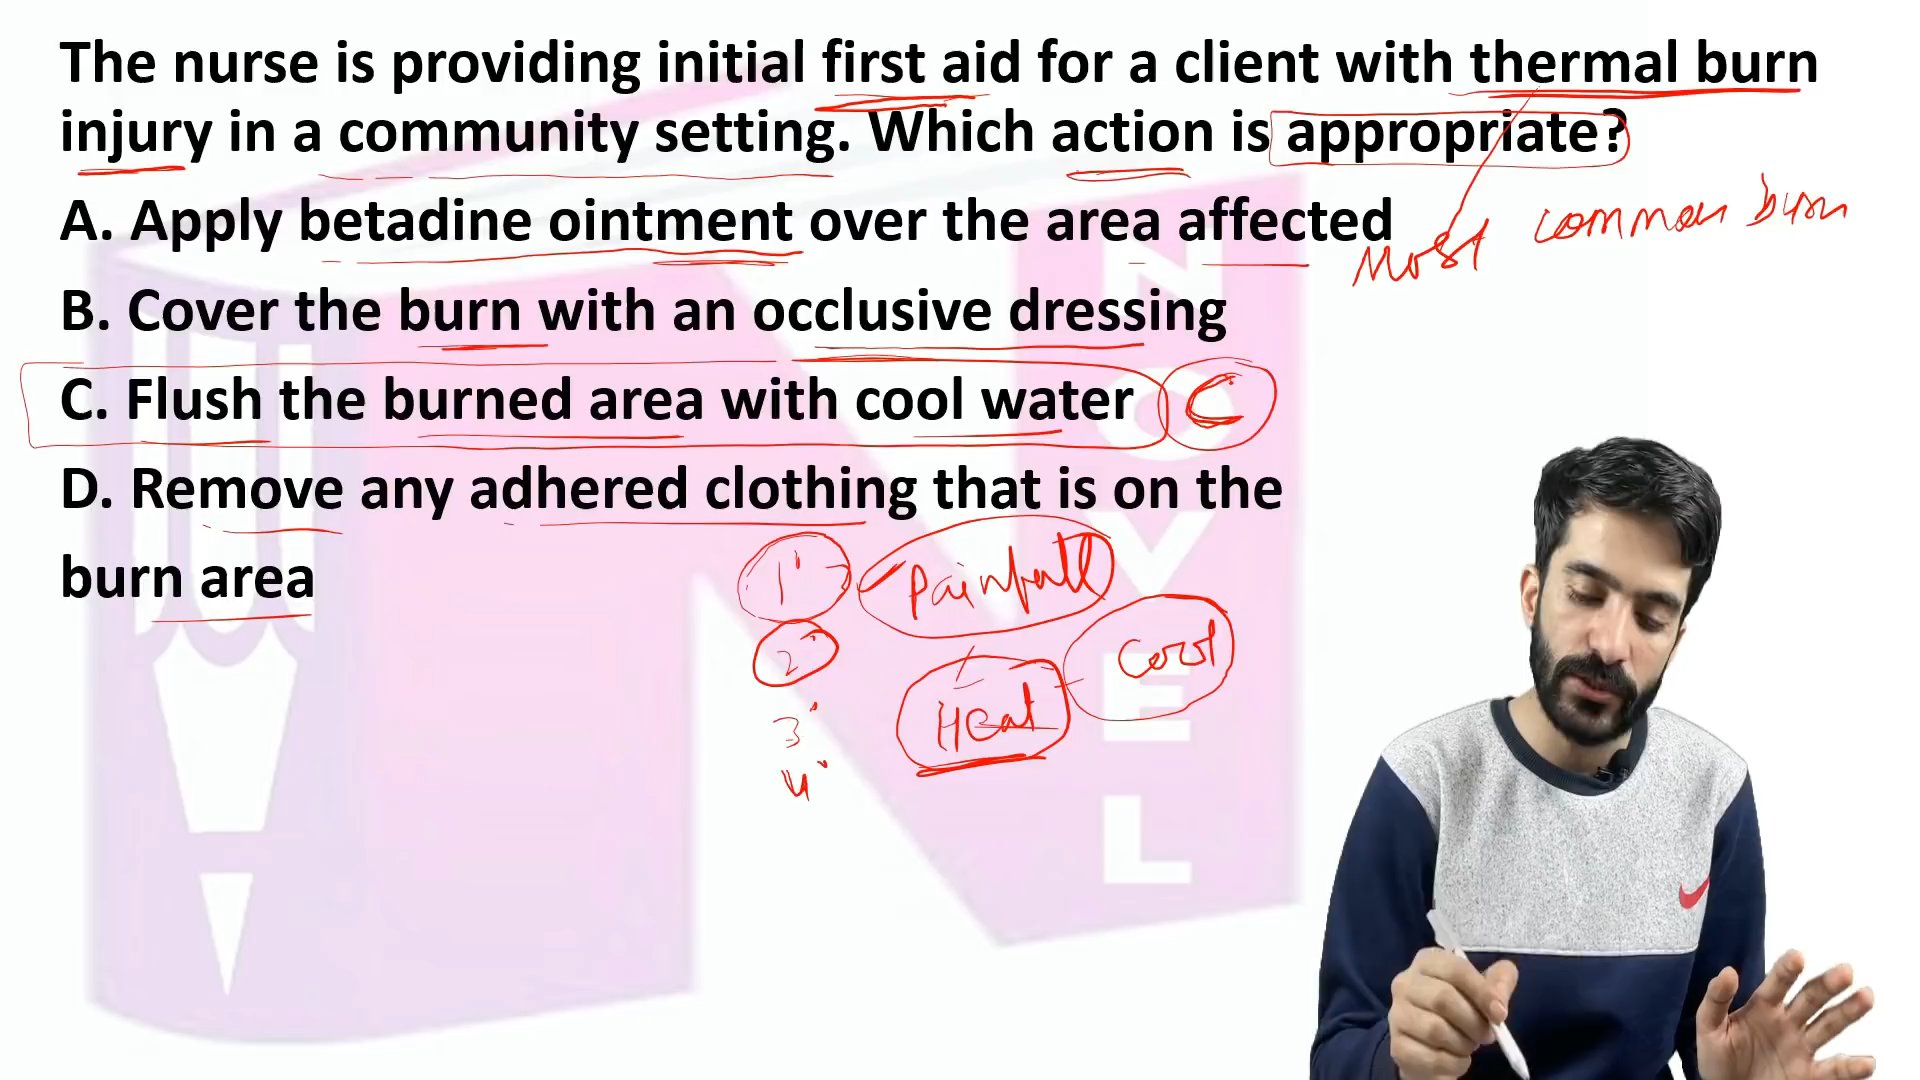 The nurse is providing initial first aid for a client with thermal burn
injury in a community setting. Which action is appropriate?
A. Apply betadine ointment over the area affected
Most common burn
B. Cover the burn with an occlusive dressing
C. Flush the burned area with cool water C
D. Remove any adhered clothing that is on the
burn area
1°
2°
Heat
3°
4°
NOVEL